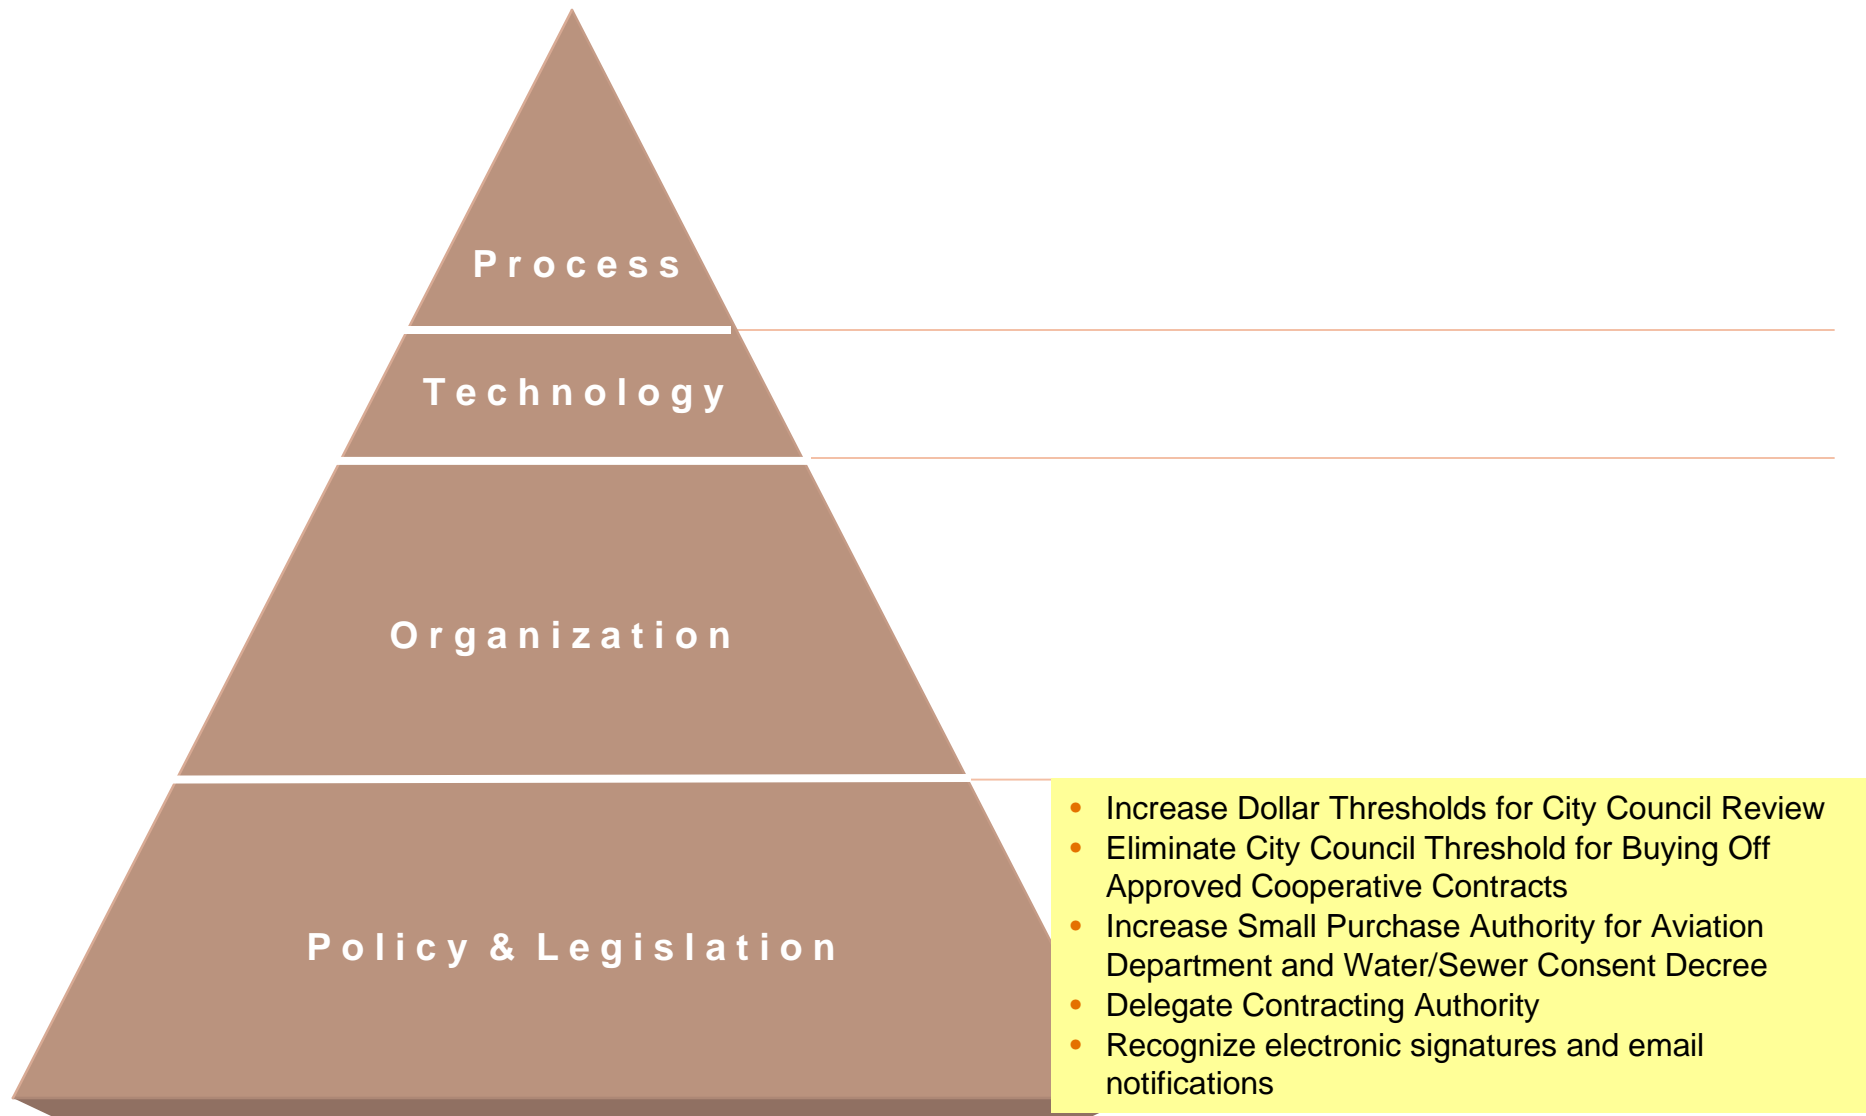 Process
Technology
Organization
Policy & Legislation
• Increase Dollar Thresholds for City Council Review
• Eliminate City Council Threshold for Buying Off
Approved Cooperative Contracts
• Increase Small Purchase Authority for Aviation
Department and Water/Sewer Consent Decree
• Delegate Contracting Authority
• Recognize electronic signatures and email
notifications